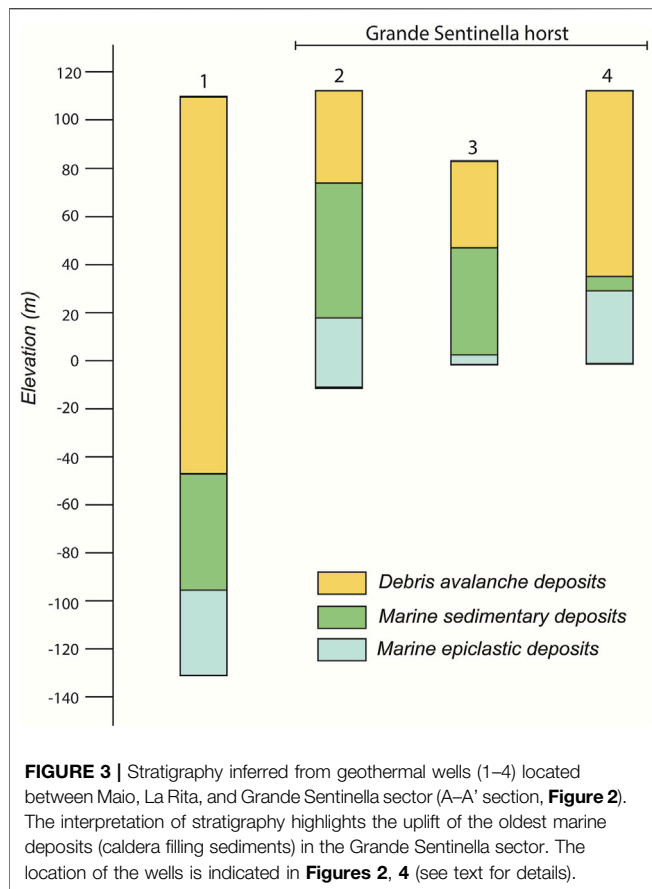 Grande Sentinella horst
120
100
80
60
40
20
0
-20
-40
-60
-80
-100
-120
-140
Elevation (m)
1
2
3
4
Debris avalanche deposits
Marine sedimentary deposits
Marine epiclastic deposits
FIGURE 3 | Stratigraphy inferred from geothermal wells (1–4) located
between Maio, La Rita, and Grande Sentinella sector (A–A' section, Figure 2).
The interpretation of stratigraphy highlights the uplift of the oldest marine
deposits (caldera filling sediments) in the Grande Sentinella sector. The
location of the wells is indicated in Figures 2, 4 (see text for details).